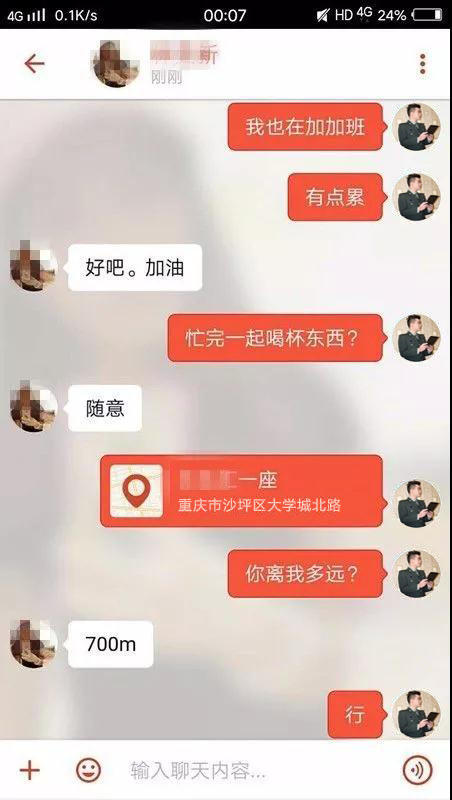 4G 0.1K/s 00:07 HD 4G 24%
新
刚刚
我也在加加班
有点累
好吧。加油
忙完一起喝杯东西？
随意
一座
重庆市沙坪区大学城北路
你离我多远？
700m
行
输入聊天内容...